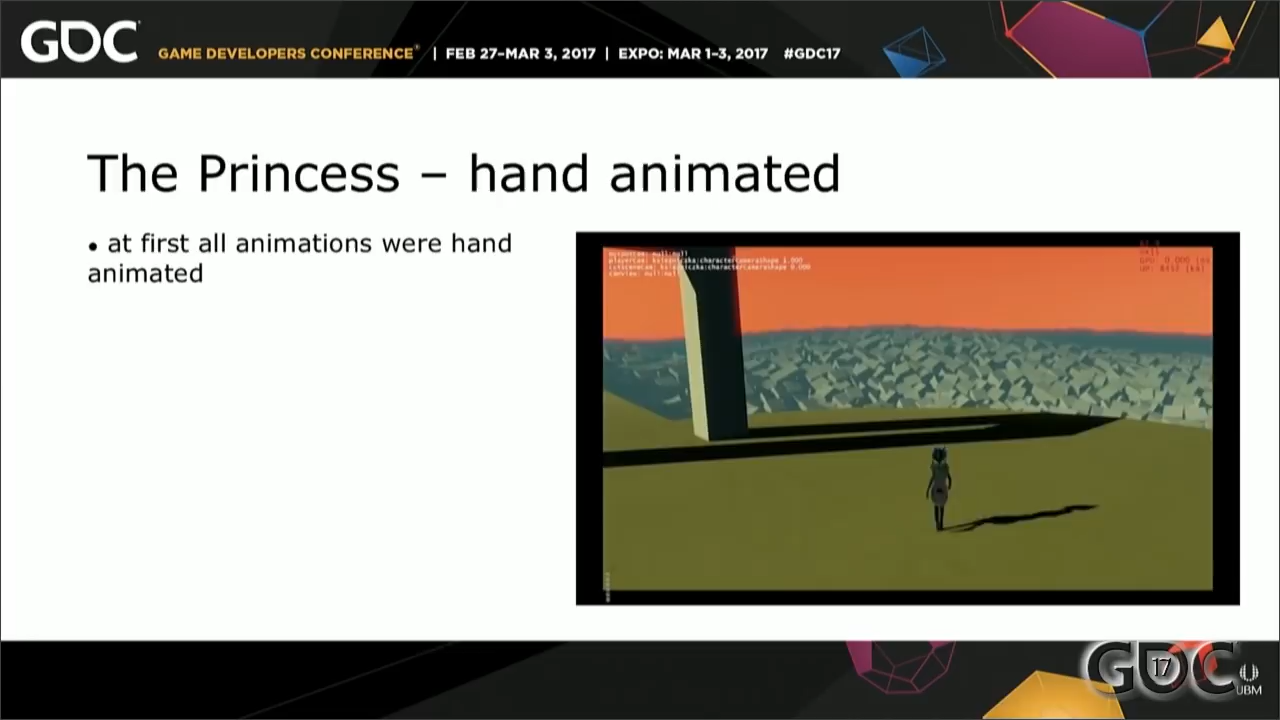 GDC
GAME DEVELOPERS CONFERENCE® | FEB 27–MAR 3, 2017 | EXPO: MAR 1–3, 2017 #GDC17
The Princess – hand animated
• at first all animations were hand
animated
GDC
17
UBM